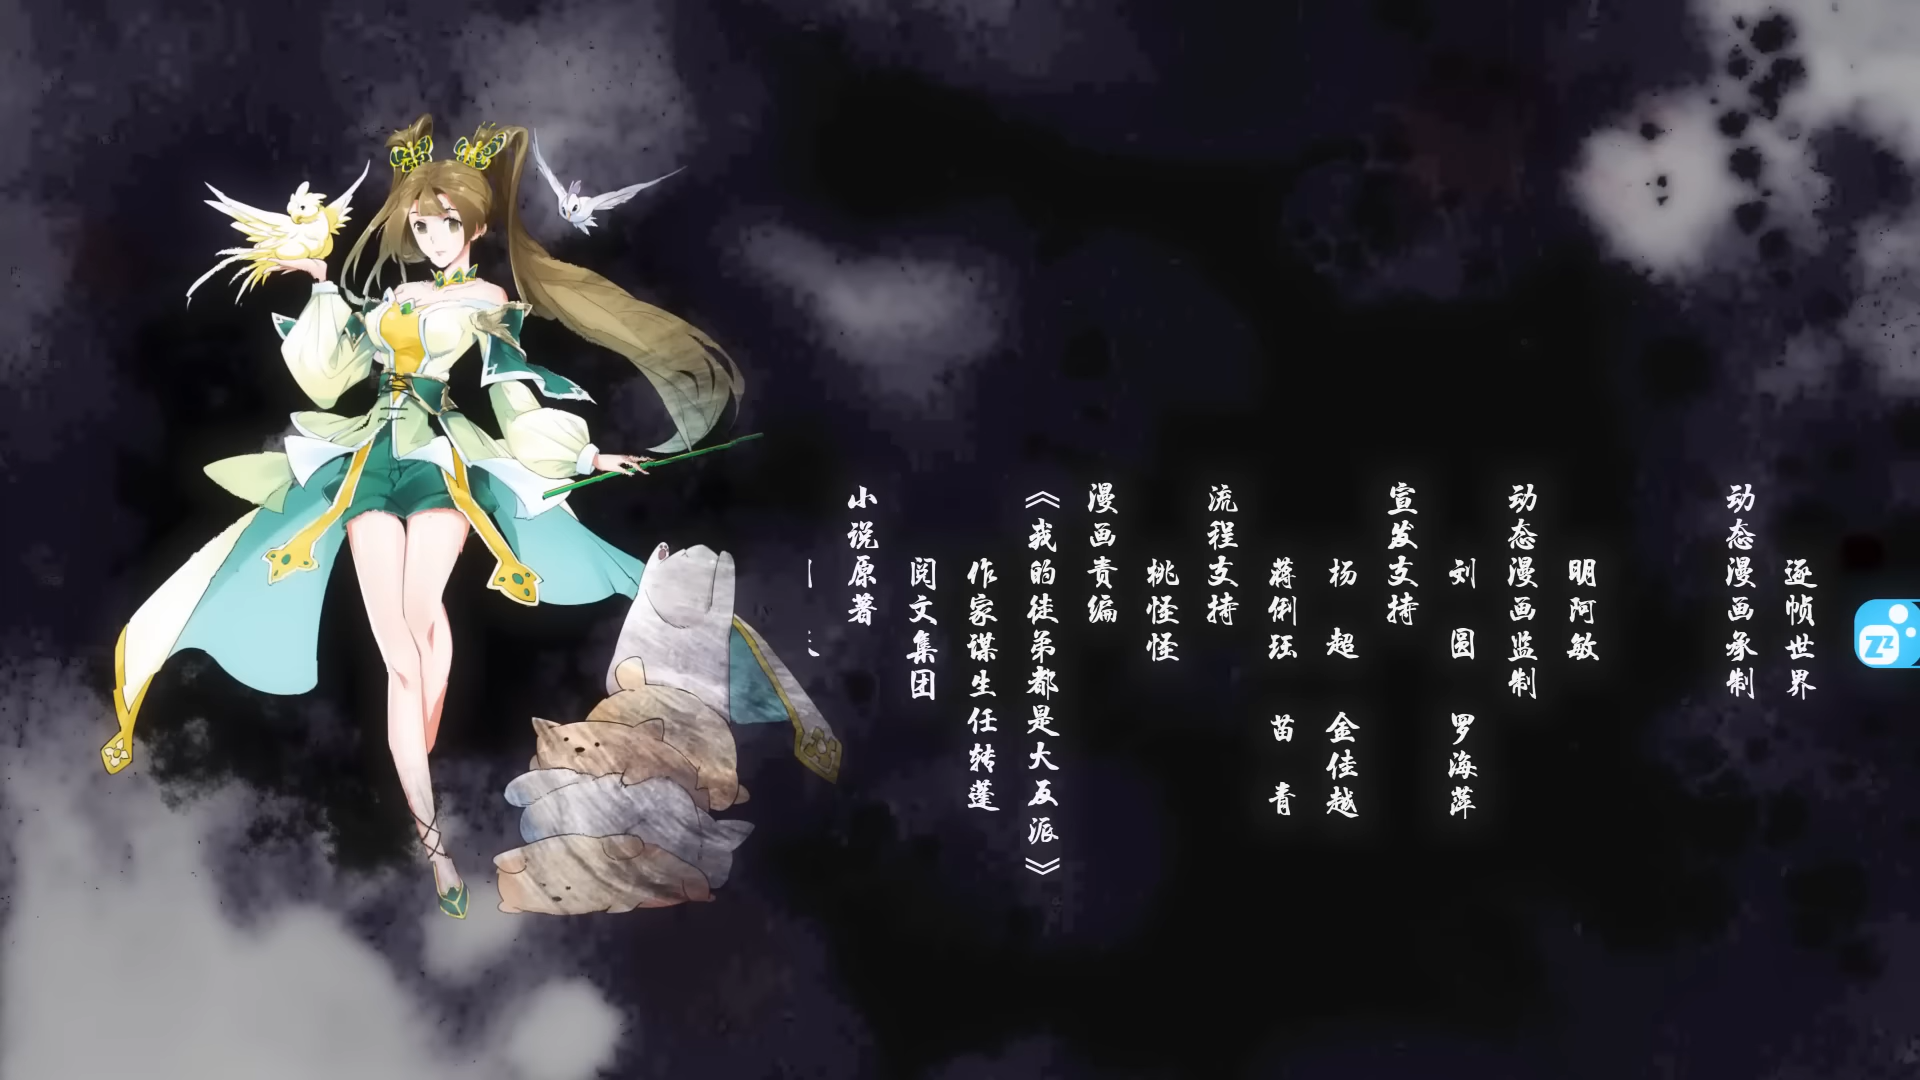 小说原著
阅文集团
作家谋生任转蓬
《我的徒弟都是大反派》
漫画责编
桃怪怪
流程支持
蒋俐珏 苗 青
杨 超 金佳越
宣发支持
刘 圆 罗海萍
动态漫画监制
明阿敏
动态漫画承制
逐帧世界
zz